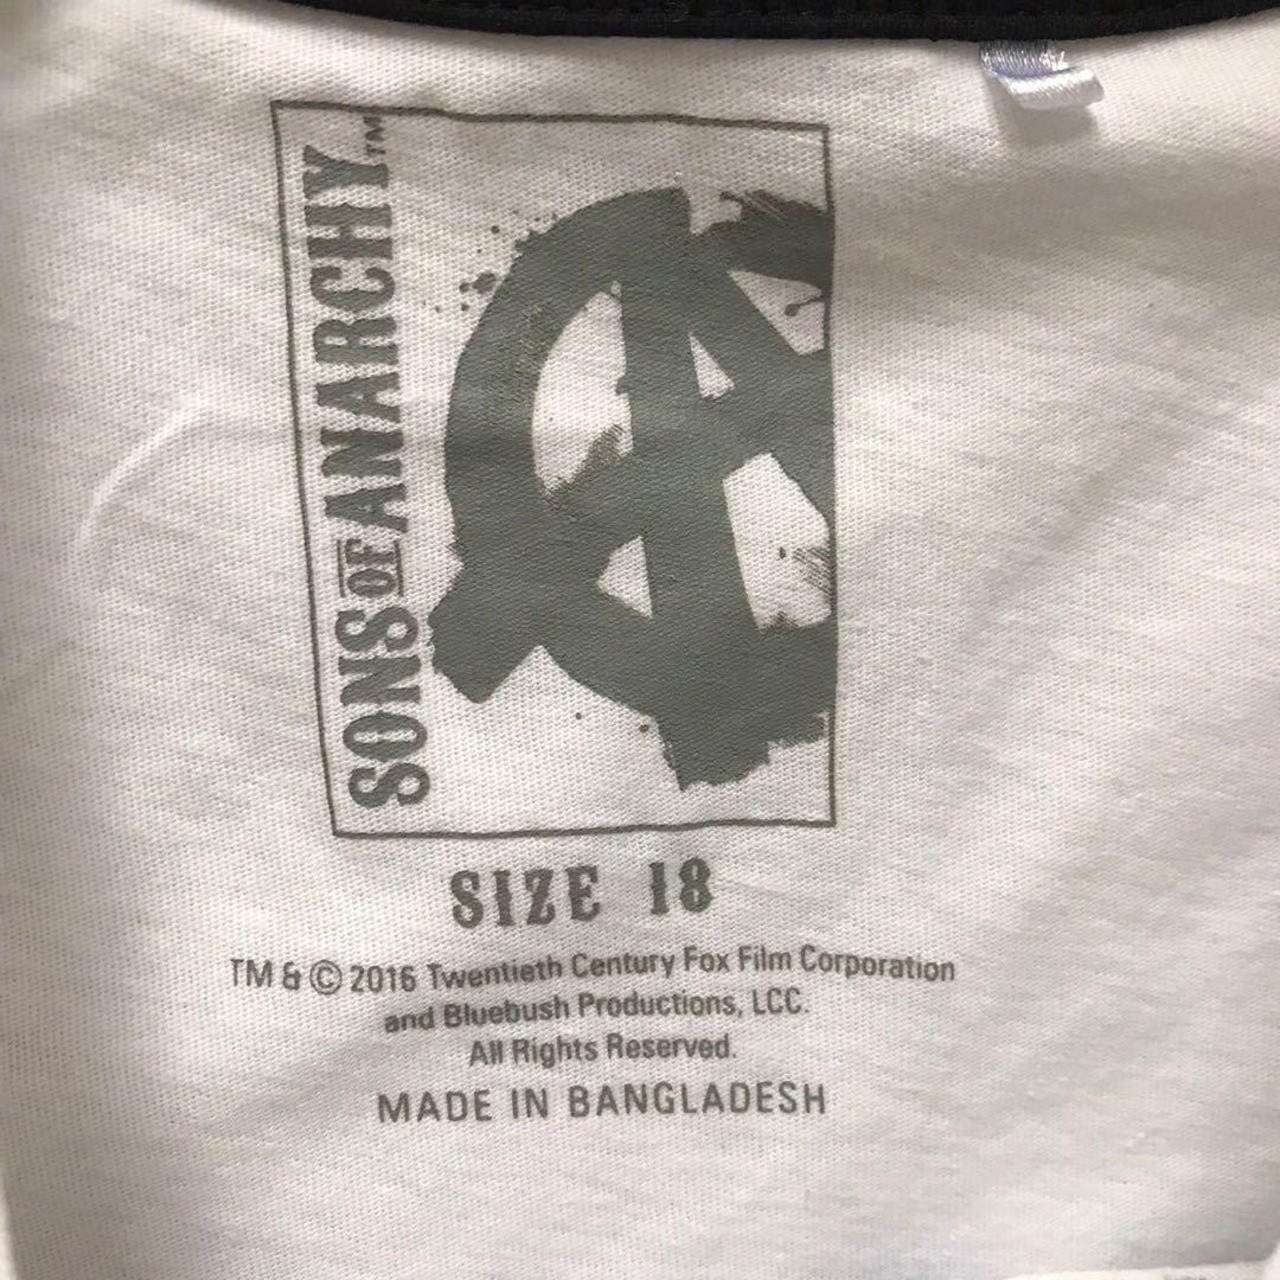 SONS OF ANARCHY™
SIZE 18
TM & © 2016 Twentieth Century Fox Film Corporation
and Bluebush Productions, LCC.
All Rights Reserved.
MADE IN BANGLADESH